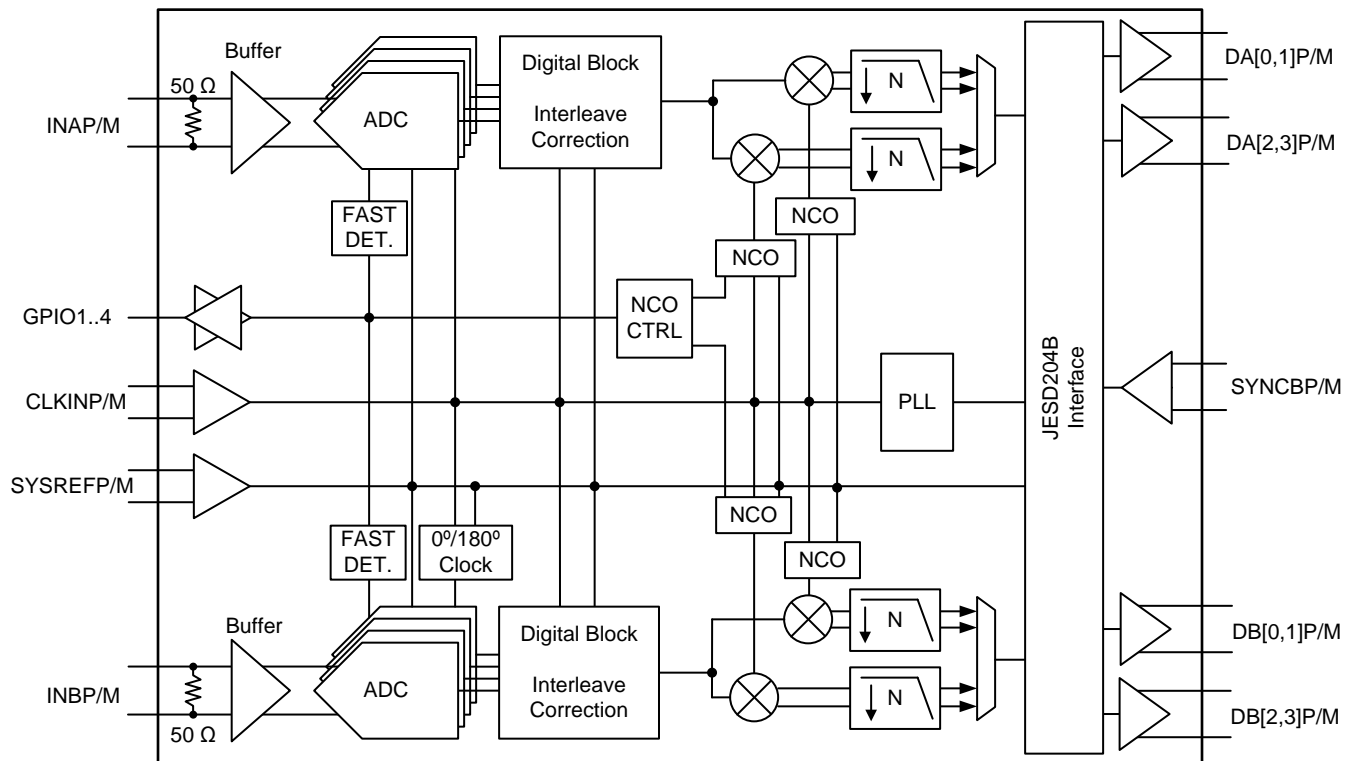 Buffer
50 Ω
INAP/M
ADC
Digital Block
Interleave
Correction
N
N
DA[0,1]P/M
DA[2,3]P/M
FAST
DET.
NCO
NCO
GPIO1..4
NCO
CTRL
CLKINP/M
PLL
JESD204B
Interface
SYNCBP/M
SYSREFP/M
FAST
DET.
0º/180º
Clock
NCO
NCO
Buffer
INBP/M
50 Ω
ADC
Digital Block
Interleave
Correction
N
N
DB[0,1]P/M
DB[2,3]P/M